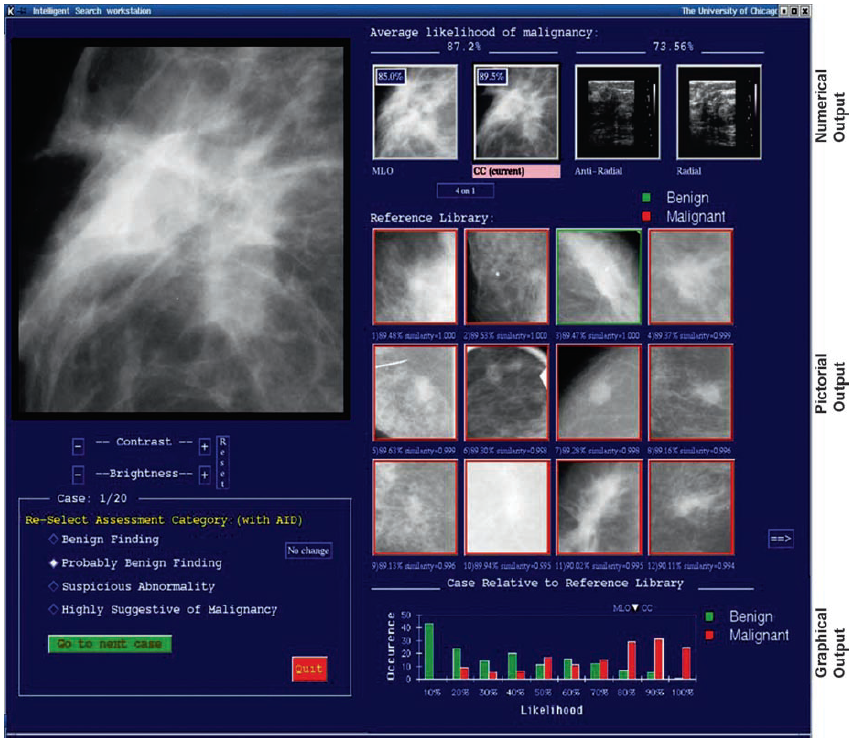 Intelligent Search workstation
The University of Chicago
Average likelihood of malignancy:
87.2%
73.56%
85.0%
89.5%
MLO
CC (current)
Anti-Radial
Radial
4 on 1
Benign
Malignant
Reference Library:
1)89.48% similarity=1.000
2)89.53% similarity=1.000
3)89.47% similarity=1.000
4)89.37% similarity=0.999
5)89.61% similarity=0.999
6)89.30% similarity=0.998
7)89.28% similarity=0.998
8)89.16% similarity=0.996
9)89.13% similarity=0.996
10)89.94% similarity=0.995
11)90.02% similarity=0.995
12)90.11% similarity=0.994
==>
- -- Contrast -- +
- --Brightness-- +
Reset
Case: 1/20
Re-Select Assessment Category:(with AID)
Benign Finding
No change
Probably Benign Finding
Suspicious Abnormality
Highly Suggestive of Malignancy
Go to next case
Quit
Case Relative to Reference Library
MLO CC
Benign
Malignant
Occurence
50
40
30
20
10
0
10% 20% 30% 40% 50% 60% 70% 80% 90% 100%
Likelihood
Numerical
Output
Pictorial
Output
Graphical
Output